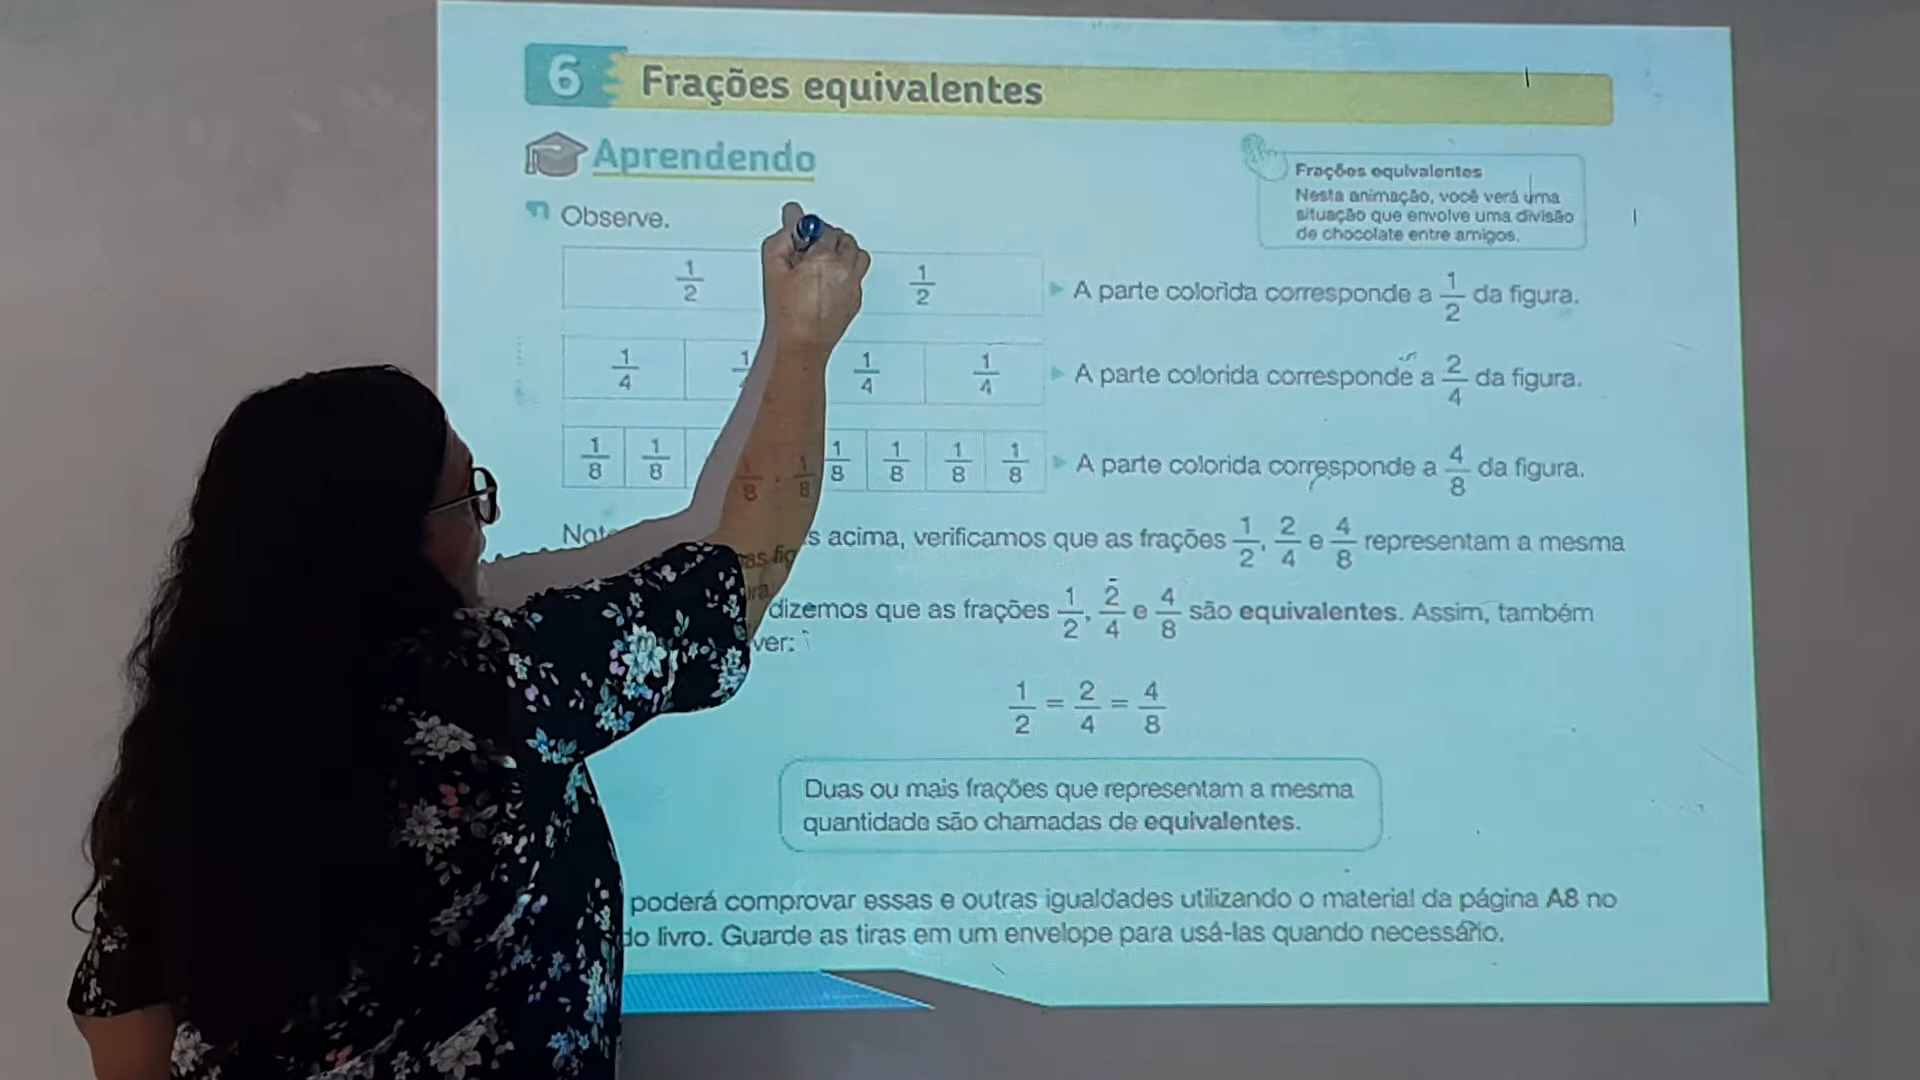 6 Frações equivalentes
Aprendendo
Frações equivalentes
Nesta animação, você verá uma
situação que envolve uma divisão
de chocolate entre amigos.
1 Observe.
1/2 1/2
A parte colorida corresponde a 1/2 da figura.
1/4 1/4 1/4
A parte colorida corresponde a 2/4 da figura.
1/8 1/8 1/8 1/8 1/8 1/8 1/8 1/8
A parte colorida corresponde a 4/8 da figura.
acima, verificamos que as frações 1/2, 2/4 e 4/8 representam a mesma
dizemos que as frações 1/2, 2/4 e 4/8 são equivalentes. Assim, também
1/2 = 2/4 = 4/8
Duas ou mais frações que representam a mesma
quantidade são chamadas de equivalentes.
poderá comprovar essas e outras igualdades utilizando o material da página A8 no
do livro. Guarde as tiras em um envelope para usá-las quando necessário.